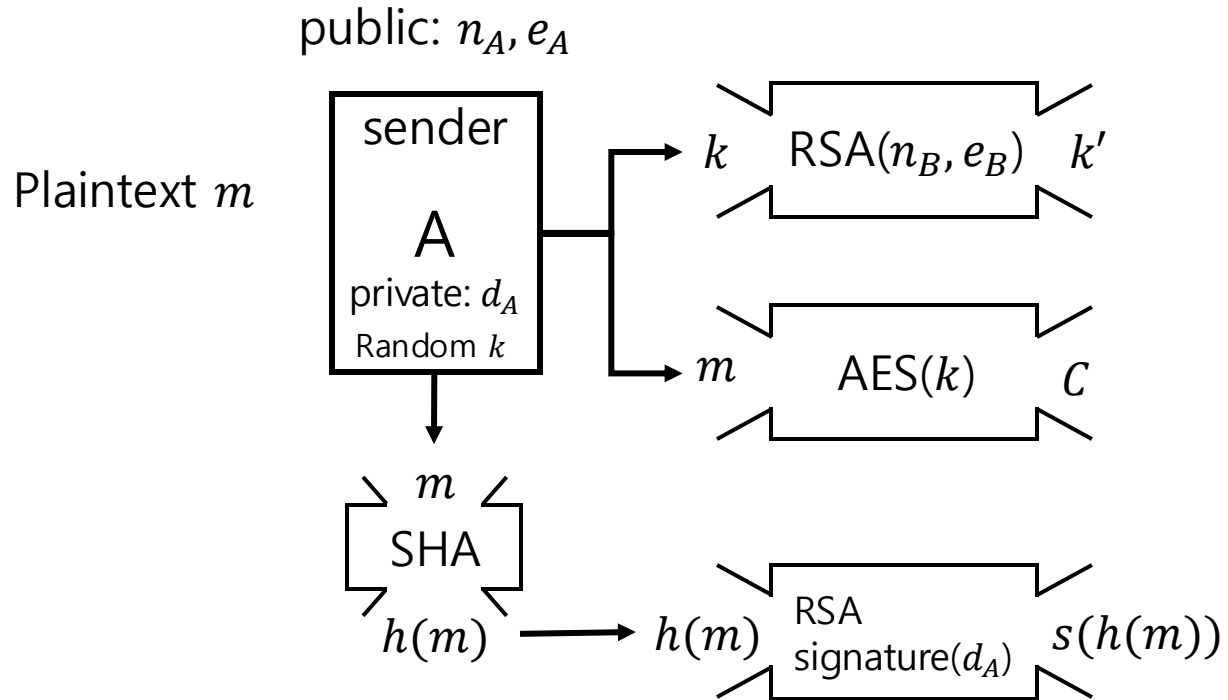 public: n_A, e_A
sender
k
RSA(n_B, e_B)
k′
Plaintext m
A
private: d_A
Random k
m
AES(k)
C
m
SHA
h(m)
h(m)
RSA
signature(d_A)
s(h(m))